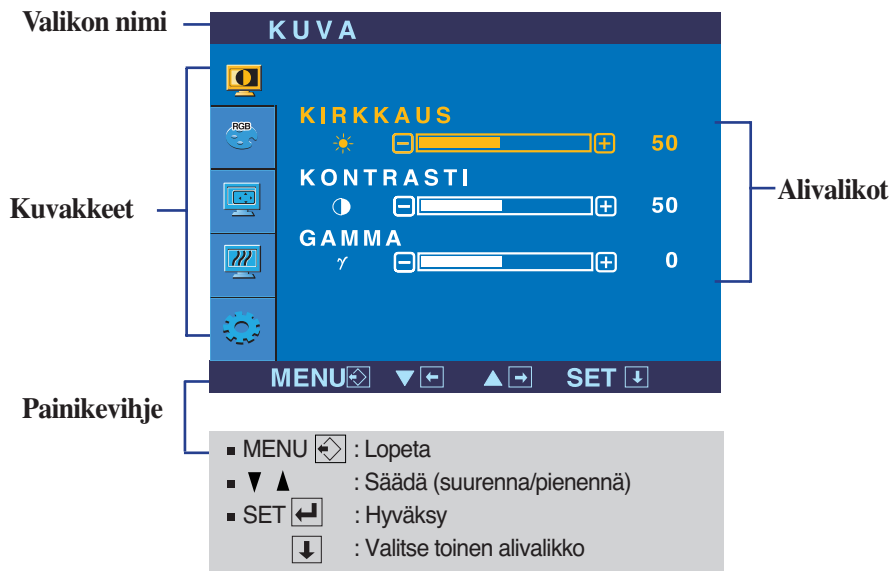 Valikon nimi
KUVA
RGB
KIRKKAUS
50
KONTRASTI
50
GAMMA
γ
0
Kuvakkeet
Alivalikot
MENU ▼ ← ▲ → SET ↓
Painikevihje
▪ MENU : Lopeta
▪ ▼ ▲ : Säädä (suurenna/pienennä)
▪ SET ↵ : Hyväksy
↓ : Valitse toinen alivalikko